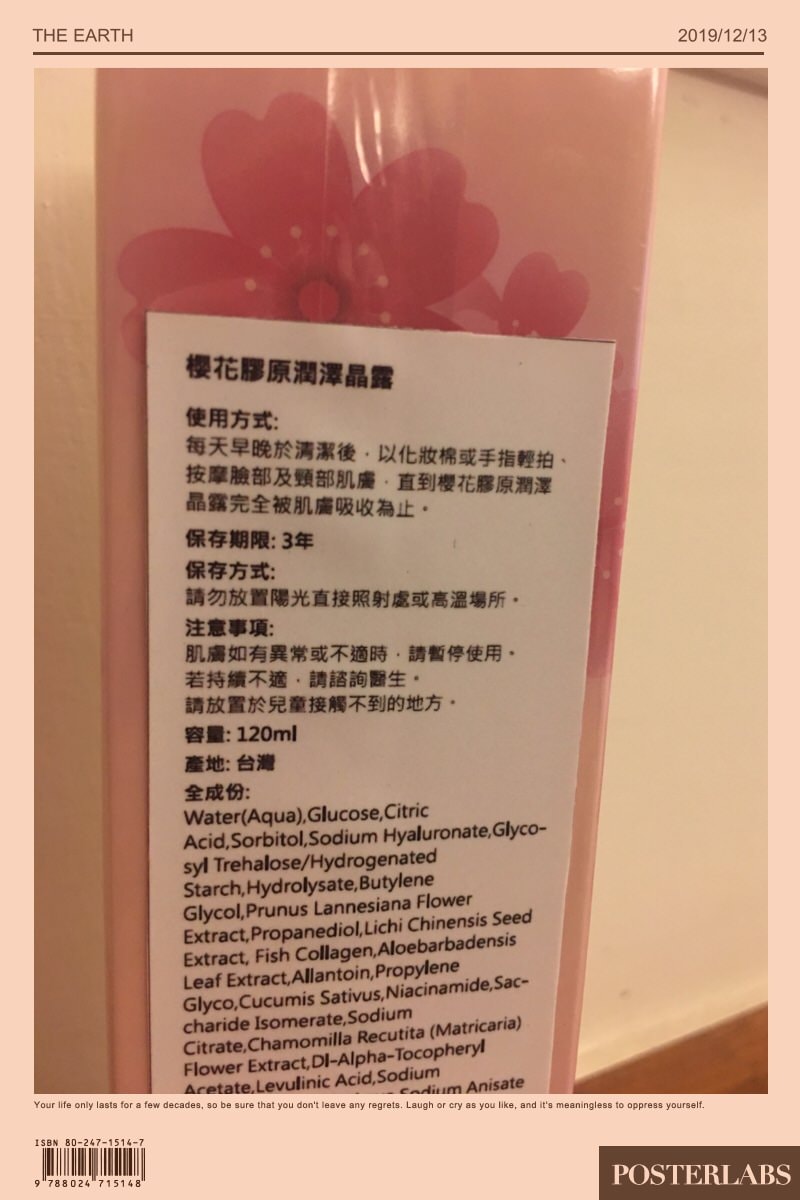 THE EARTH
2019/12/13
櫻花膠原潤澤晶露
使用方式:
每天早晚於清潔後，以化妝棉或手指輕拍、
按摩臉部及頸部肌膚，直到櫻花膠原潤澤
晶露完全被肌膚吸收為止。
保存期限: 3年
保存方式:
請勿放置陽光直接照射處或高溫場所。
注意事項:
肌膚如有異常或不適時，請暫停使用。
若持續不適，請諮詢醫生。
請放置於兒童接觸不到的地方。
容量: 120ml
產地: 台灣
全成份:
Water(Aqua),Glucose,Citric
Acid,Sorbitol,Sodium Hyaluronate,Glyco-
syl Trehalose/Hydrogenated
Starch,Hydrolysate,Butylene
Glycol,Prunus Lannesiana Flower
Extract,Propanediol,Lichi Chinensis Seed
Extract, Fish Collagen,Aloebarbadensis
Leaf Extract,Allantoin,Propylene
Glyco,Cucumis Sativus,Niacinamide,Sac-
charide Isomerate,Sodium
Citrate,Chamomilla Recutita (Matricaria)
Flower Extract,Dl-Alpha-Tocopheryl
Acetate,Levulinic Acid,Sodium
Sodium Anisate
Your life only lasts for a few decades, so be sure that you don't leave any regrets. Laugh or cry as you like, and it's meaningless to oppress yourself.
ISBN 80-247-1514-7
9 788024 715148
POSTERLABS